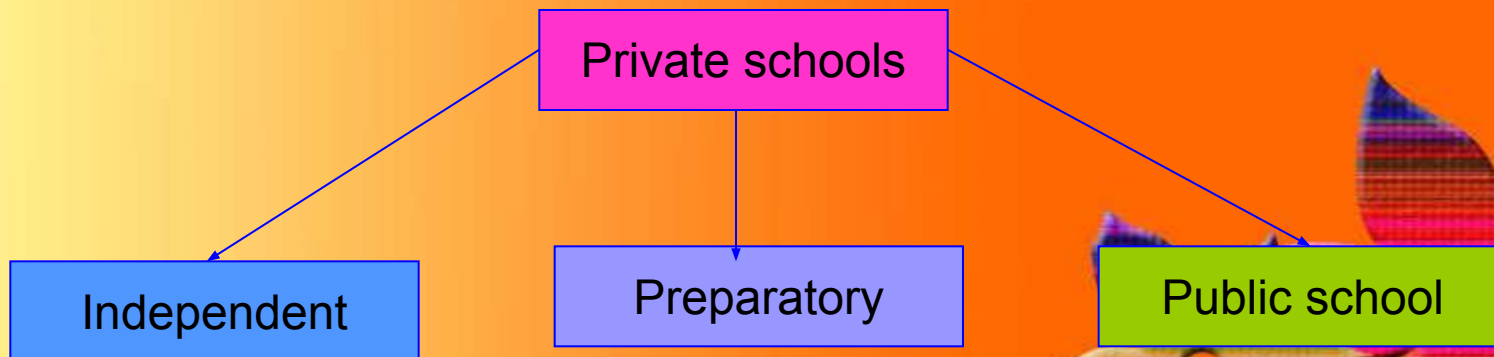 Private schools
Independent
Preparatory
Public school